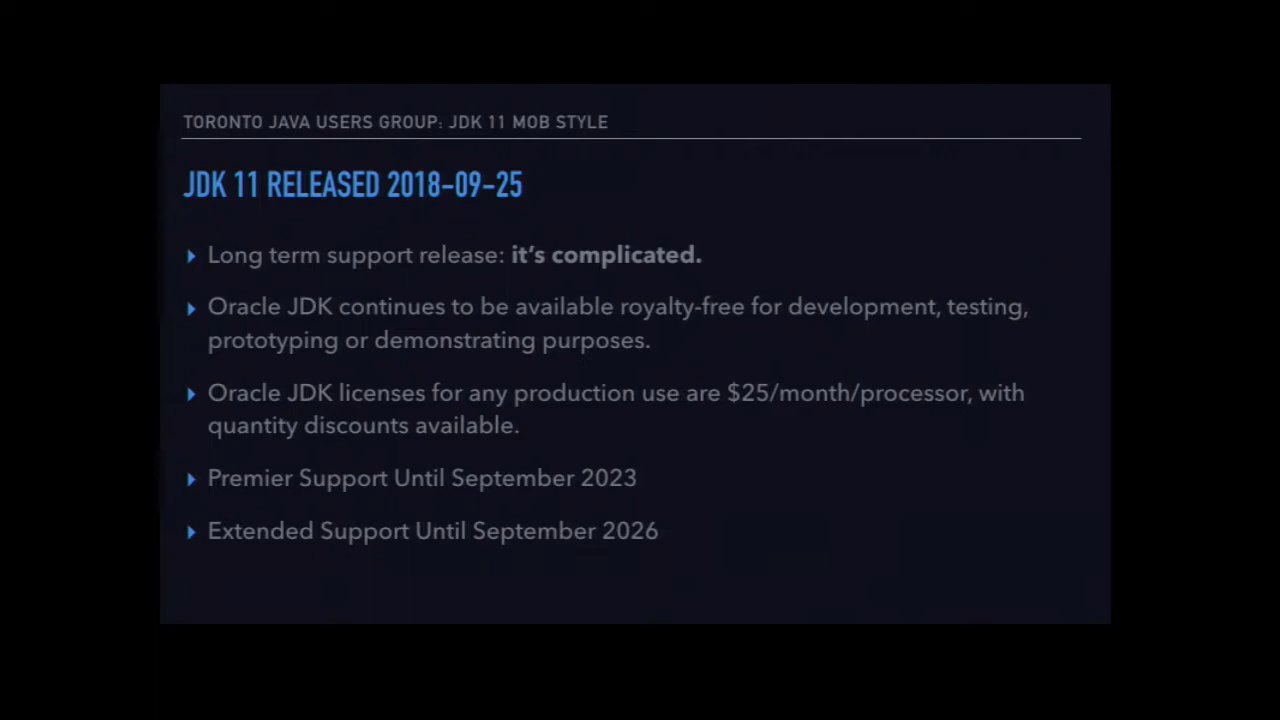 TORONTO JAVA USERS GROUP: JDK 11 MOB STYLE
JDK 11 RELEASED 2018-09-25
Long term support release: it's complicated.
Oracle JDK continues to be available royalty-free for development, testing,
prototyping or demonstrating purposes.
Oracle JDK licenses for any production use are $25/month/processor, with
quantity discounts available.
Premier Support Until September 2023
Extended Support Until September 2026